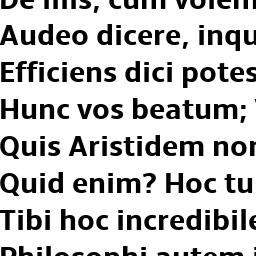 De illis, cum volem
Audeo dicere, inqu
Efficiens dici potes
Hunc vos beatum;
Quis Aristidem non
Quid enim? Hoc tu
Tibi hoc incredibile
Philosophi autem i